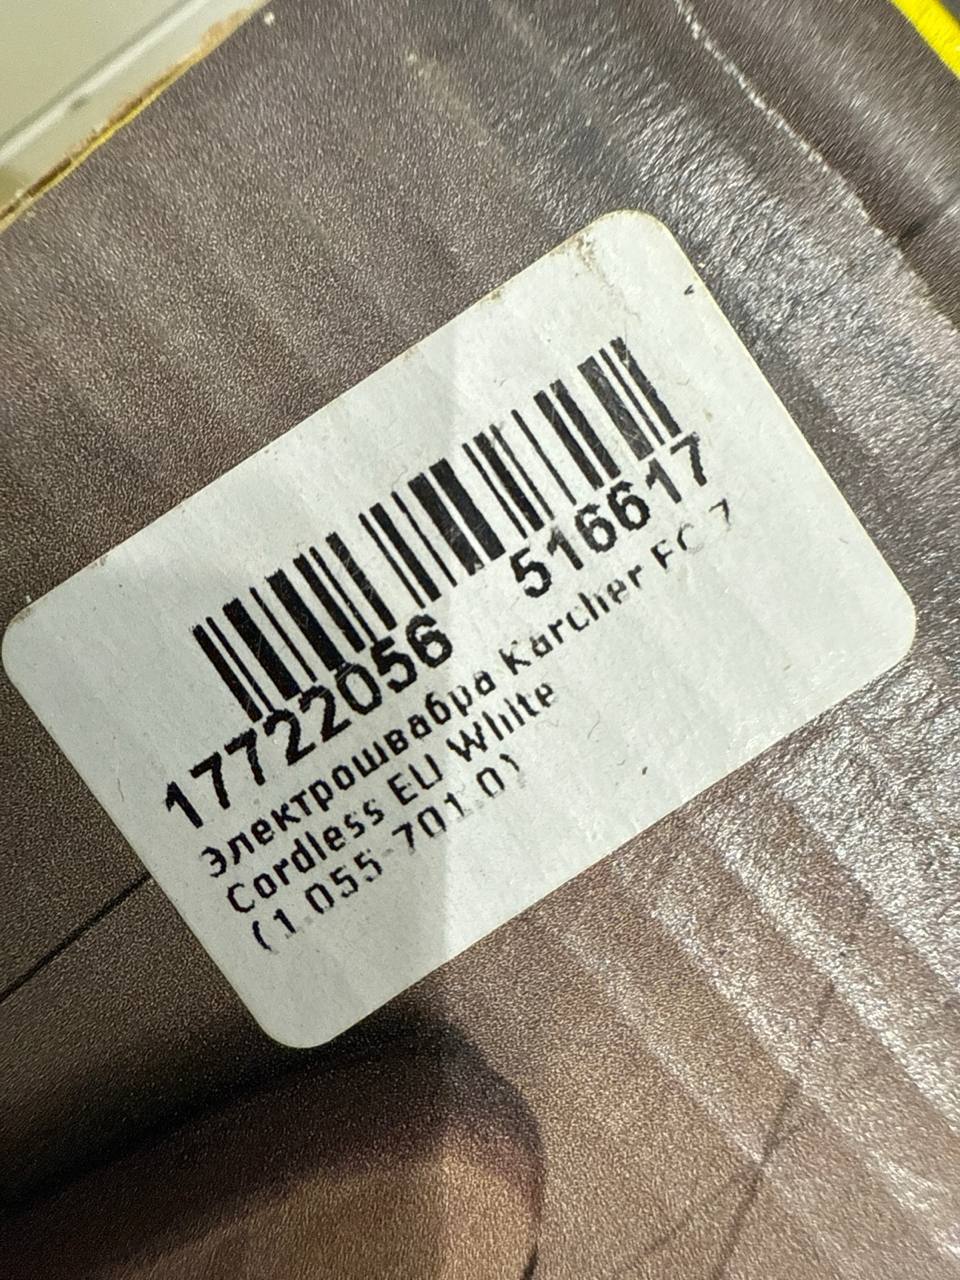 17722056 516617
Электрошвабра Karcher FC 7
Cordless EU White
(1.055-701.0)